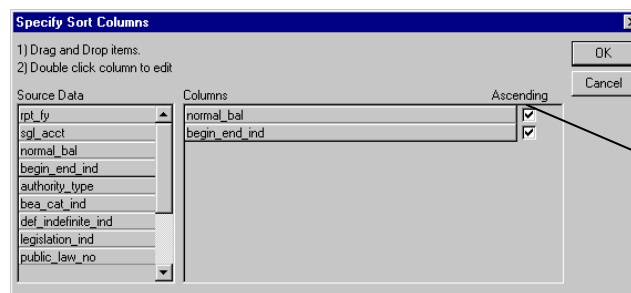 Specify Sort Columns
1) Drag and Drop items.
2) Double click column to edit
OK
Cancel
Source Data
Columns
Ascending
rpt_fy
sgl_acct
normal_bal
begin_end_ind
authority_type
bea_cat_ind
def_indefinite_ind
legislation_ind
public_law_no
normal_bal
begin_end_ind